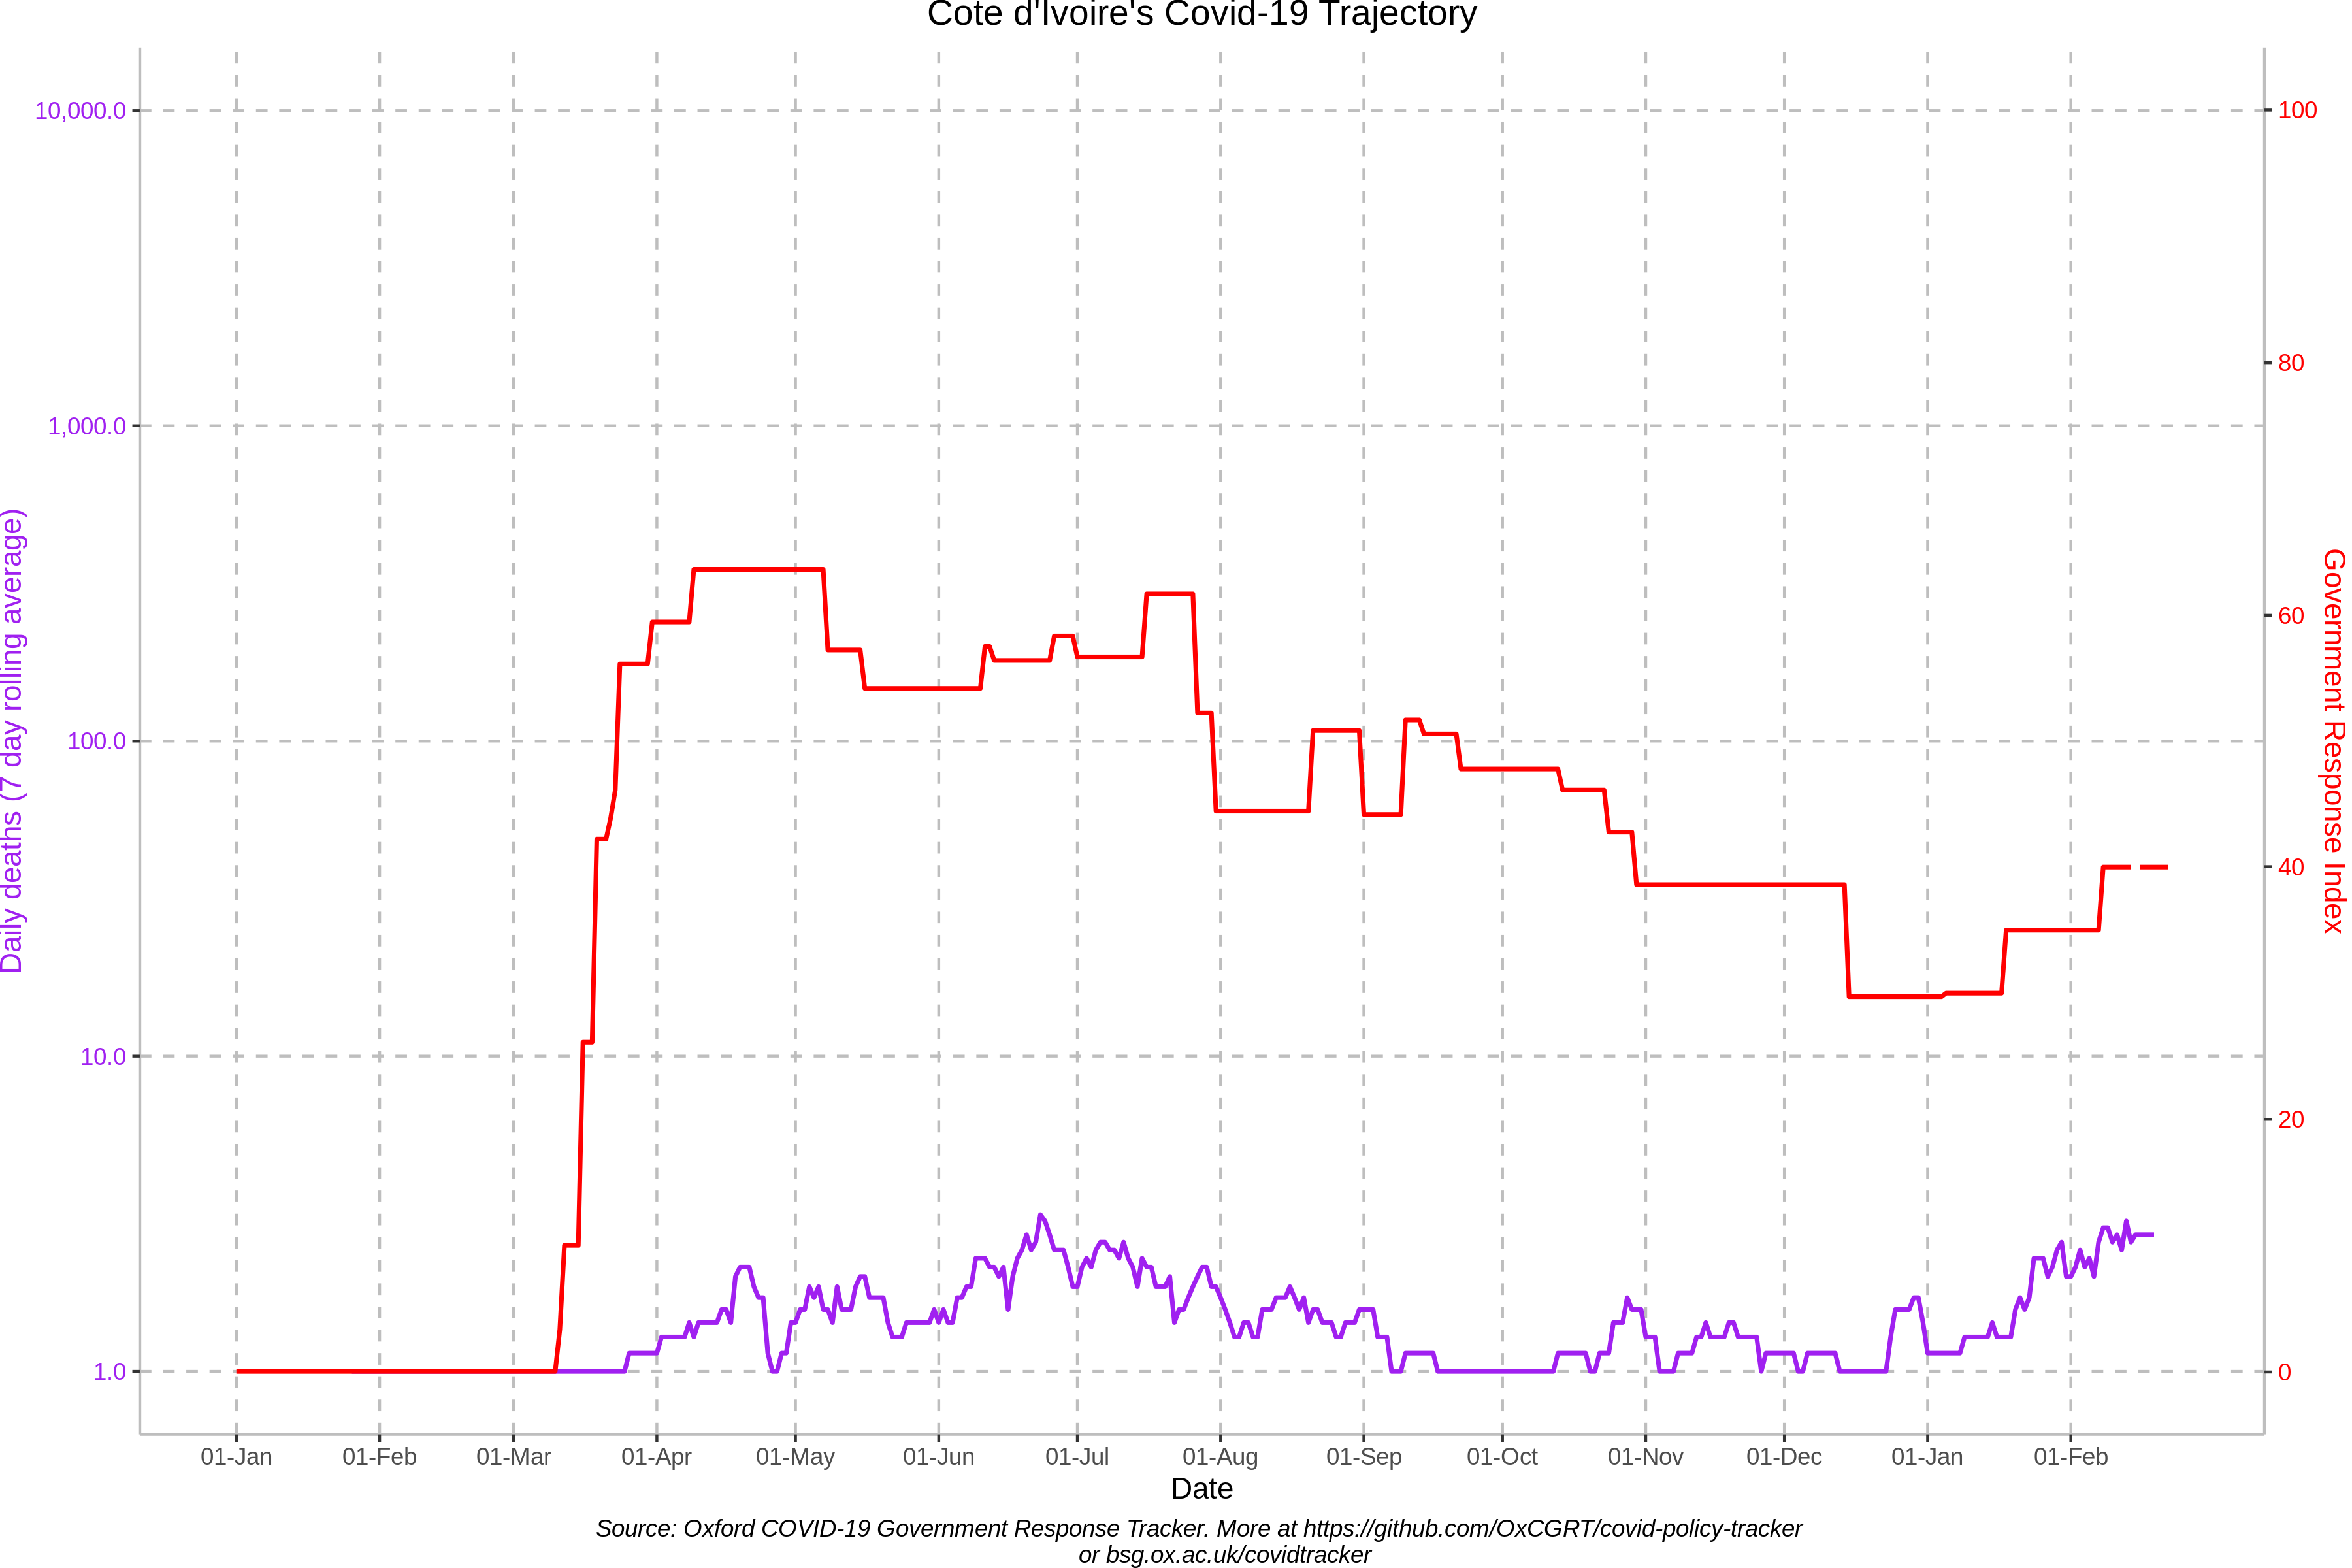 Cote d'Ivoire's Covid-19 Trajectory
10,000.0
1,000.0
100.0
10.0
1.0
Daily deaths (7 day rolling average)
100
80
60
40
20
0
Government Response Index
01-Jan 01-Feb 01-Mar 01-Apr 01-May 01-Jun 01-Jul 01-Aug 01-Sep 01-Oct 01-Nov 01-Dec 01-Jan 01-Feb
Date
Source: Oxford COVID-19 Government Response Tracker. More at https://github.com/OxCGRT/covid-policy-tracker
or bsg.ox.ac.uk/covidtracker